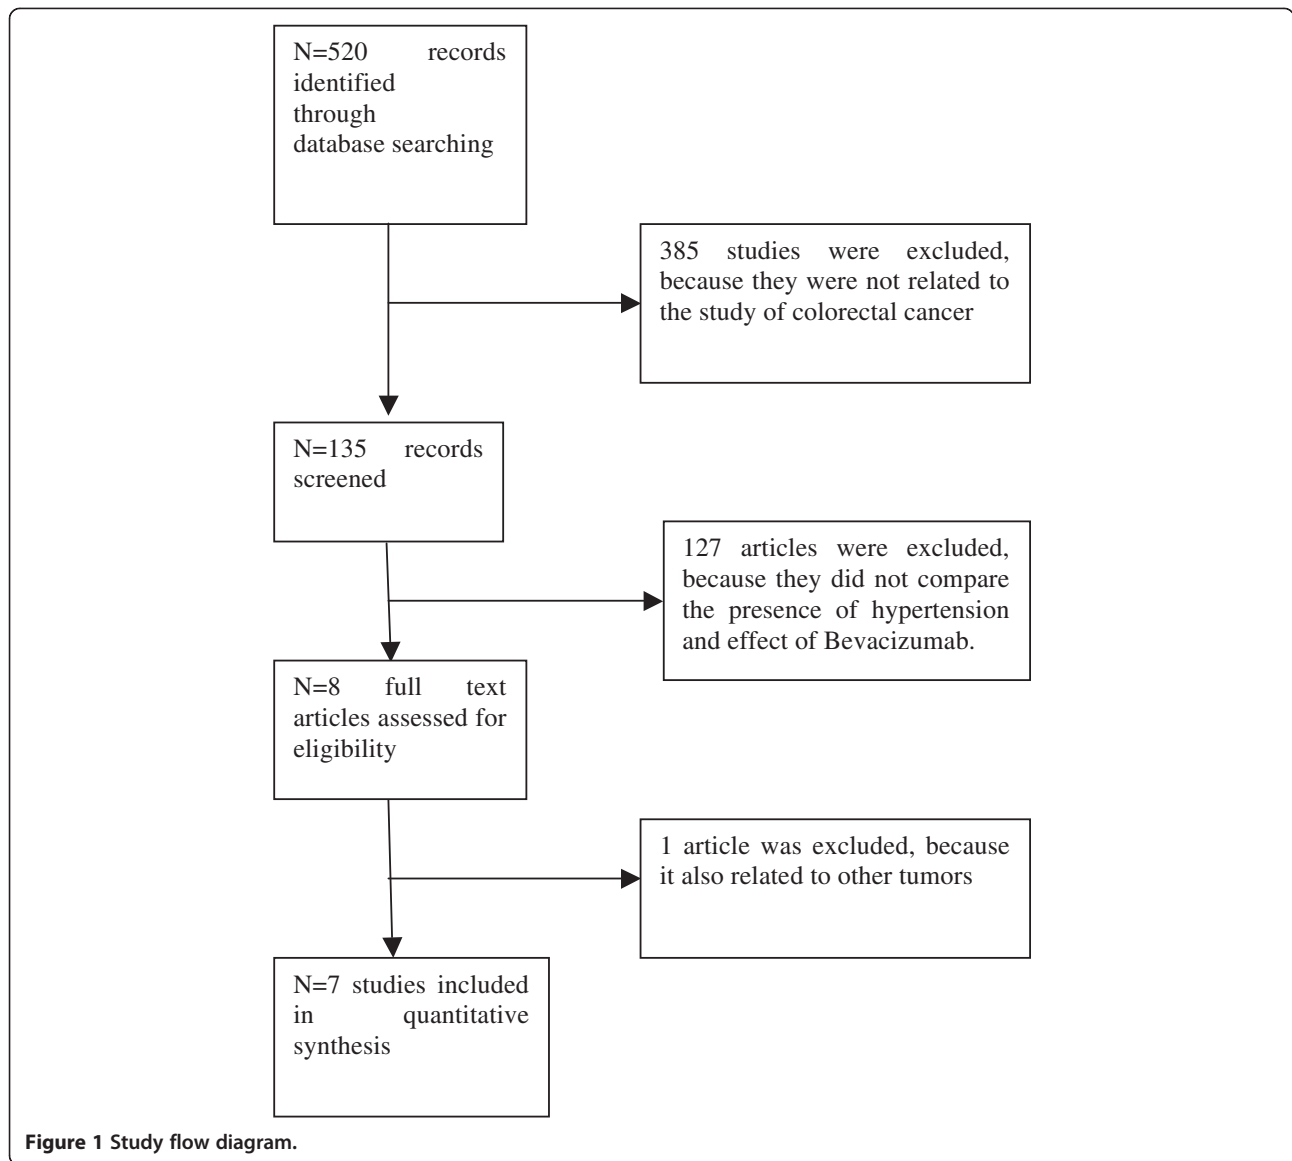 N=520 records
identified
through
database searching
385 studies were excluded,
because they were not related to
the study of colorectal cancer
N=135 records
screened
127 articles were excluded,
because they did not compare
the presence of hypertension
and effect of Bevacizumab.
N=8 full text
articles assessed for
eligibility
1 article was excluded, because
it also related to other tumors
N=7 studies included
in quantitative
synthesis
Figure 1 Study flow diagram.